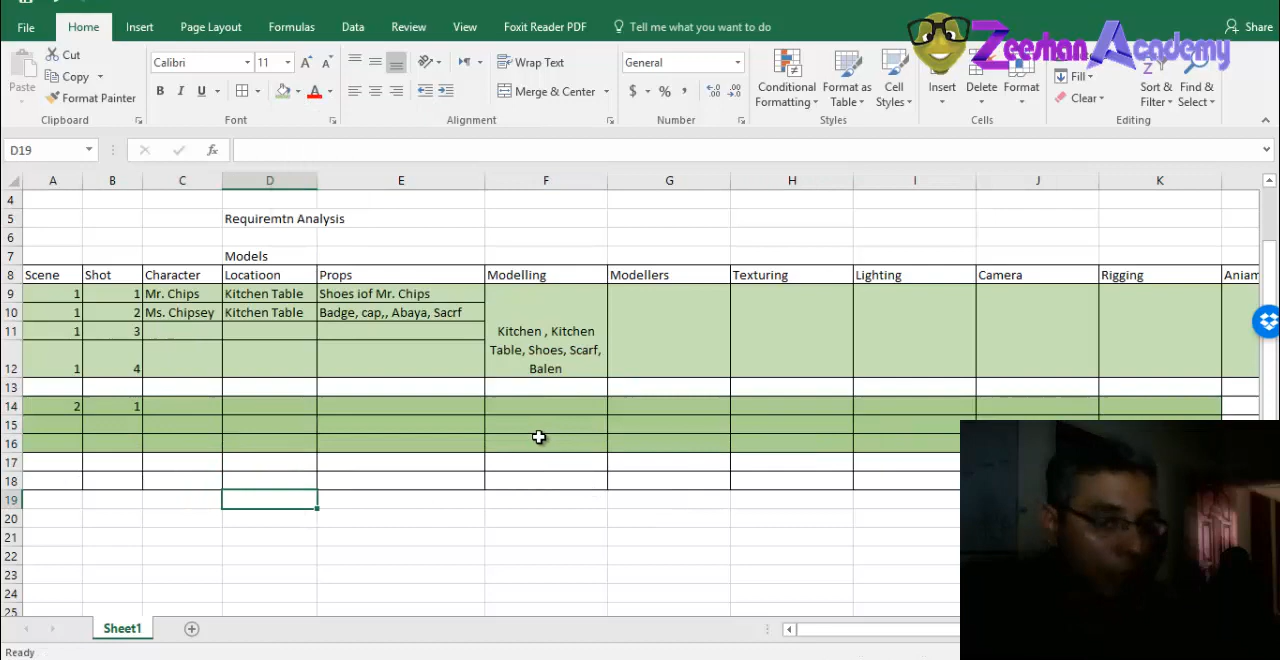 File Home Insert Page Layout Formulas Data Review View Foxit Reader PDF Tell me what you want to do Share
Zeeshan Academy
Paste Cut Copy Format Painter Clipboard
Calibri 11 B I U A Font
Wrap Text Merge & Center Alignment
General $ % , Number
Conditional Formatting Format as Table Cell Styles Styles
Insert Delete Format Cells
Fill Clear Sort & Filter Find & Select Editing
D19 fx
A B C D E F G H I J K
4
5 Requiremtn Analysis
6
7 Models
8 Scene Shot Character Locatioon Props Modelling Modellers Texturing Lighting Camera Rigging Aniam
9 1 1 Mr. Chips Kitchen Table Shoes iof Mr. Chips
10 1 2 Ms. Chipsey Kitchen Table Badge, cap,, Abaya, Sacrf
11 1 3 Kitchen , Kitchen
Table, Shoes, Scarf,
12 1 4 Balen
13
14 2 1
15
16
17
18
19
20
21
22
23
24
25
Sheet1
Ready